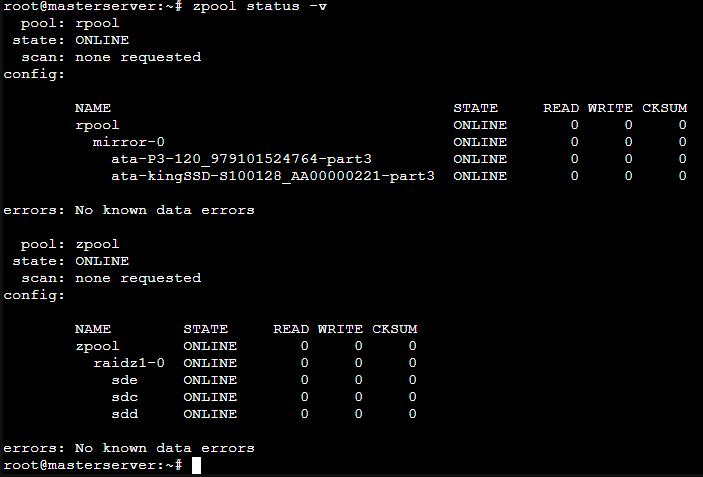 root@masterserver:~# zpool status -v
  pool: rpool
 state: ONLINE
  scan: none requested
config:

        NAME                                      STATE     READ WRITE CKSUM
        rpool                                     ONLINE       0     0     0
          mirror-0                                ONLINE       0     0     0
            ata-P3-120_979101524764-part3         ONLINE       0     0     0
            ata-kingSSD-S100128_AA00000221-part3  ONLINE       0     0     0

errors: No known data errors

  pool: zpool
 state: ONLINE
  scan: none requested
config:

        NAME        STATE     READ WRITE CKSUM
        zpool       ONLINE       0     0     0
          raidz1-0  ONLINE       0     0     0
            sde     ONLINE       0     0     0
            sdc     ONLINE       0     0     0
            sdd     ONLINE       0     0     0

errors: No known data errors
root@masterserver:~#